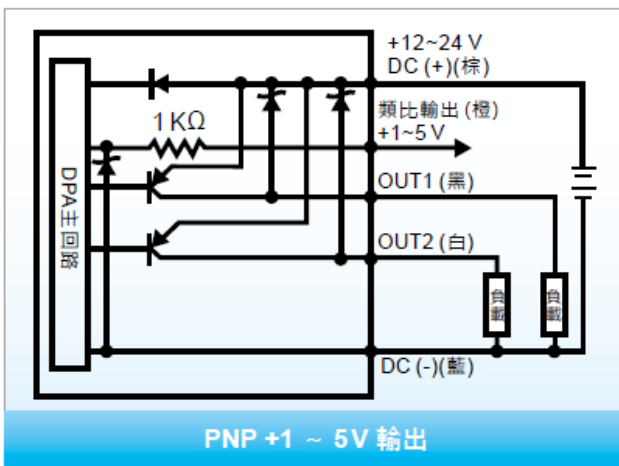 +12~24 V
DC (+)(棕)
類比輸出 (橙)
+1~5 V
1 KΩ
DPA主回路
OUT1 (黑)
OUT2 (白)
負載
負載
DC (-)(藍)
PNP +1 ~ 5V 輸出